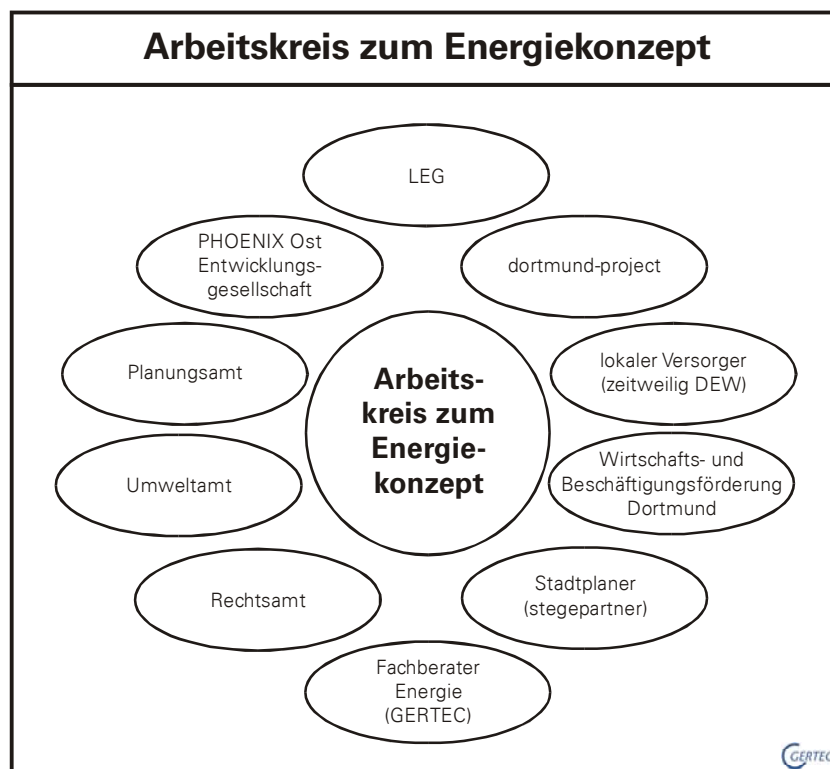 Arbeitskreis zum Energiekonzept
LEG
PHOENIX Ost
Entwicklungs-
gesellschaft
dortmund-project
Planungsamt
lokaler Versorger
(zeitweilig DEW)
Arbeits-
kreis zum
Energie-
konzept
Umweltamt
Wirtschafts- und
Beschäftigungsförderung
Dortmund
Rechtsamt
Stadtplaner
(stegepartner)
Fachberater
Energie
(GERTEC)
GERTEC